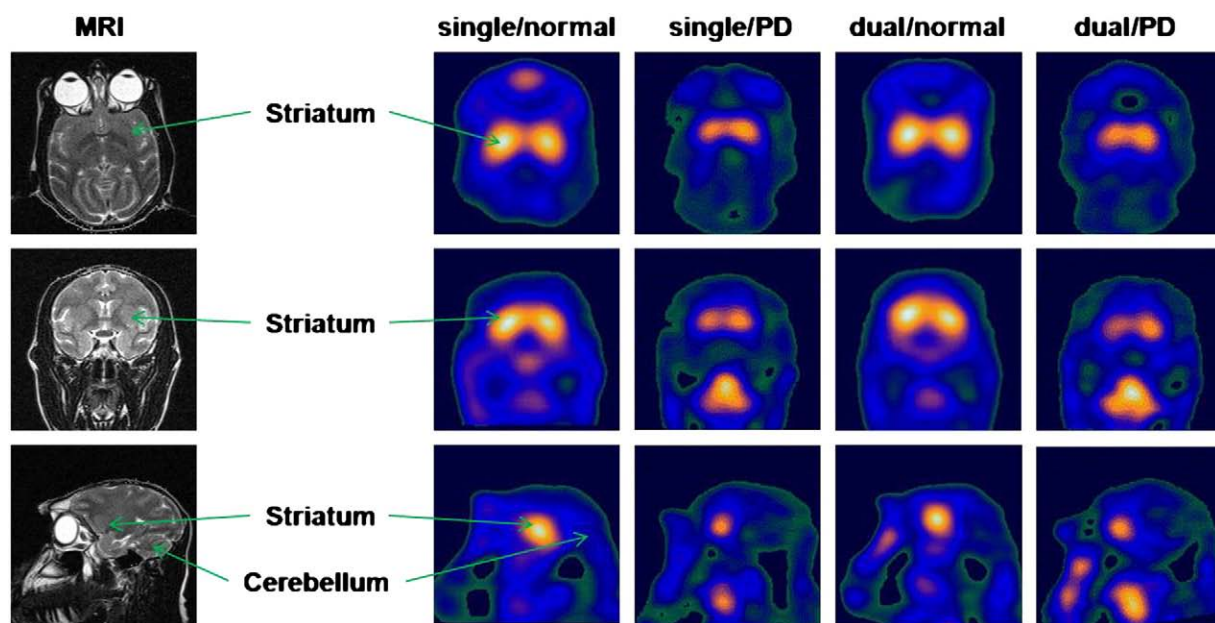 MRI single/normal single/PD dual/normal dual/PD
Striatum
Striatum
Striatum
Cerebellum